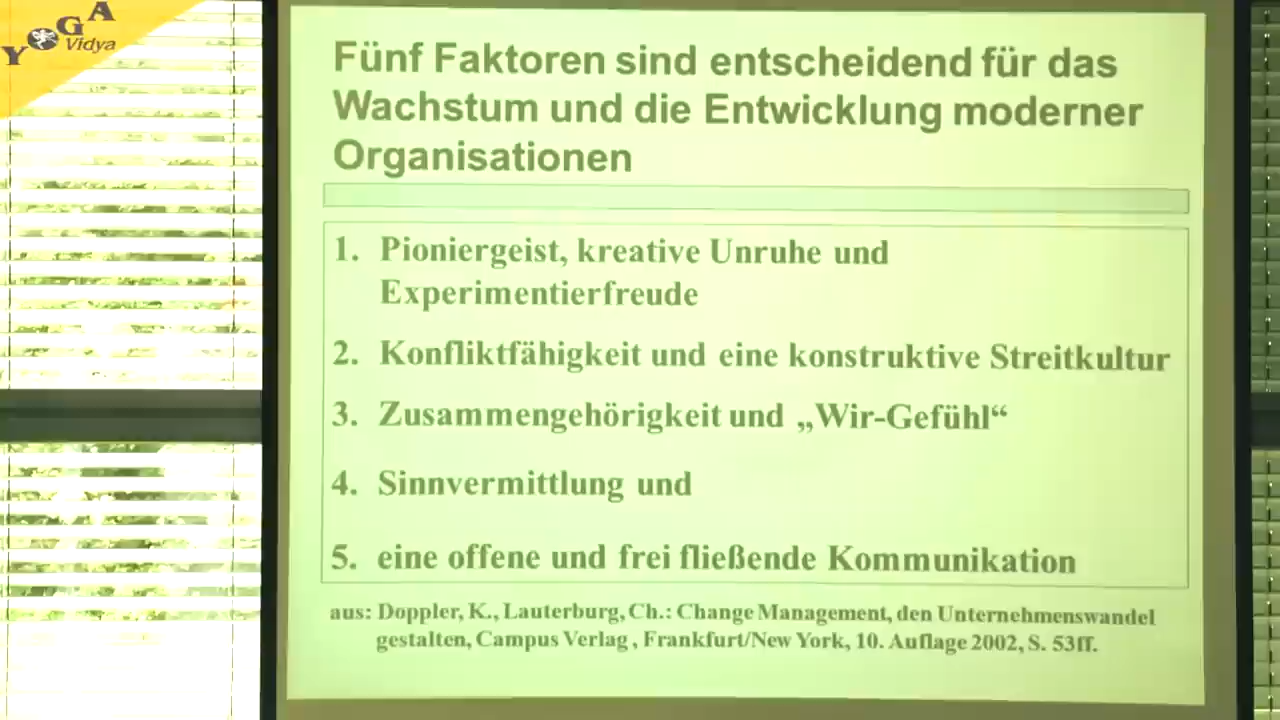 YOGA
Vidya
Fünf Faktoren sind entscheidend für das
Wachstum und die Entwicklung moderner
Organisationen
1. Pioniergeist, kreative Unruhe und
Experimentierfreude
2. Konfliktfähigkeit und eine konstruktive Streitkultur
3. Zusammengehörigkeit und „Wir-Gefühl“
4. Sinnvermittlung und
5. eine offene und frei fließende Kommunikation
aus: Doppler, K., Lauterburg, Ch.: Change Management, den Unternehmenswandel
gestalten, Campus Verlag , Frankfurt/New York, 10. Auflage 2002, S. 53ff.